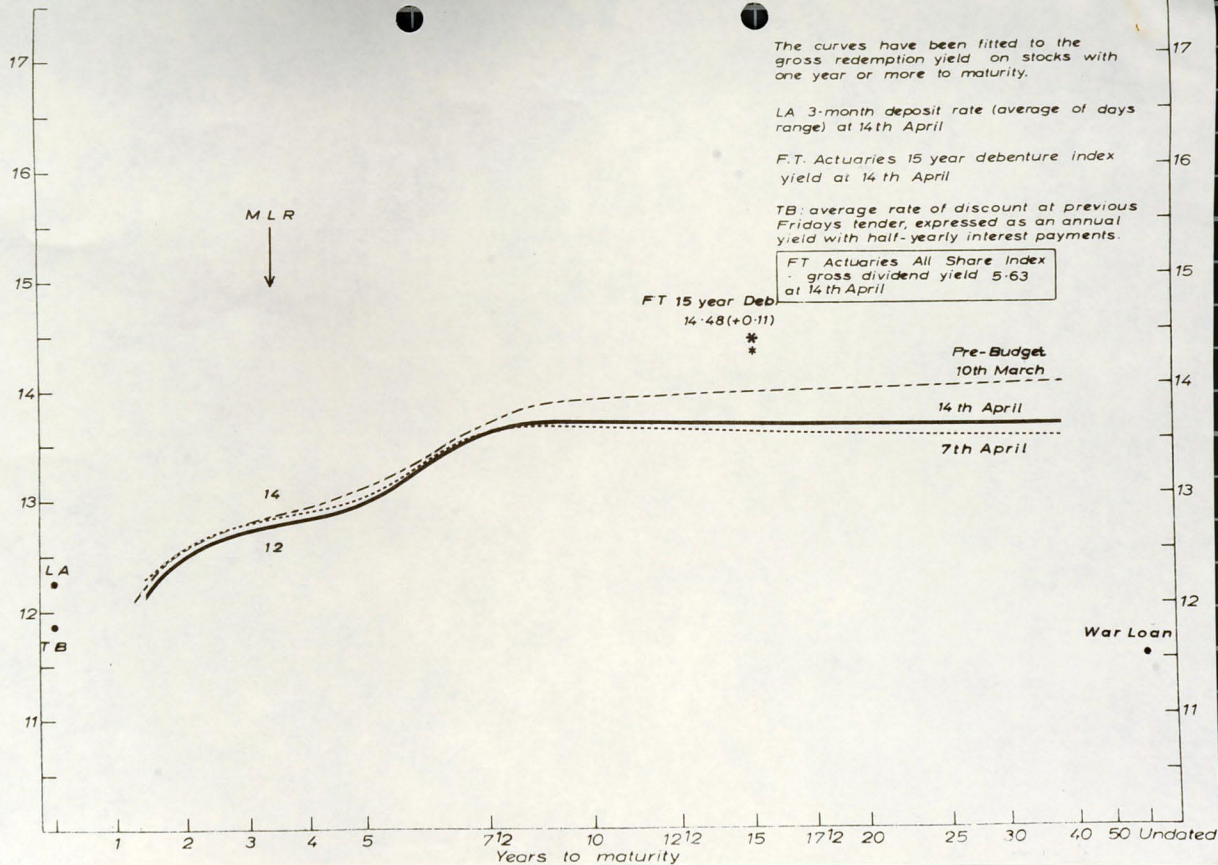 The curves have been fitted to the
gross redemption yield on stocks with
one year or more to maturity.
LA 3-month deposit rate (average of days
range) at 14th April
F.T. Actuaries 15 year debenture index
yield at 14th April
TB: average rate of discount at previous
Fridays tender, expressed as an annual
yield with half-yearly interest payments.
FT Actuaries All Share Index
- gross dividend yield 5·63
at 14th April
17
17
16
16
MLR
15
15
FT 15 year Deb.
14·48(+0·11)
*
*
Pre-Budget
10th March
14
14
14th April
7th April
13
13
14
12
LA
12
12
TB
War Loan
11
11
1 2 3 4 5 7 12 10 12 12 15 17 12 20 25 30 40 50 Undated
Years to maturity